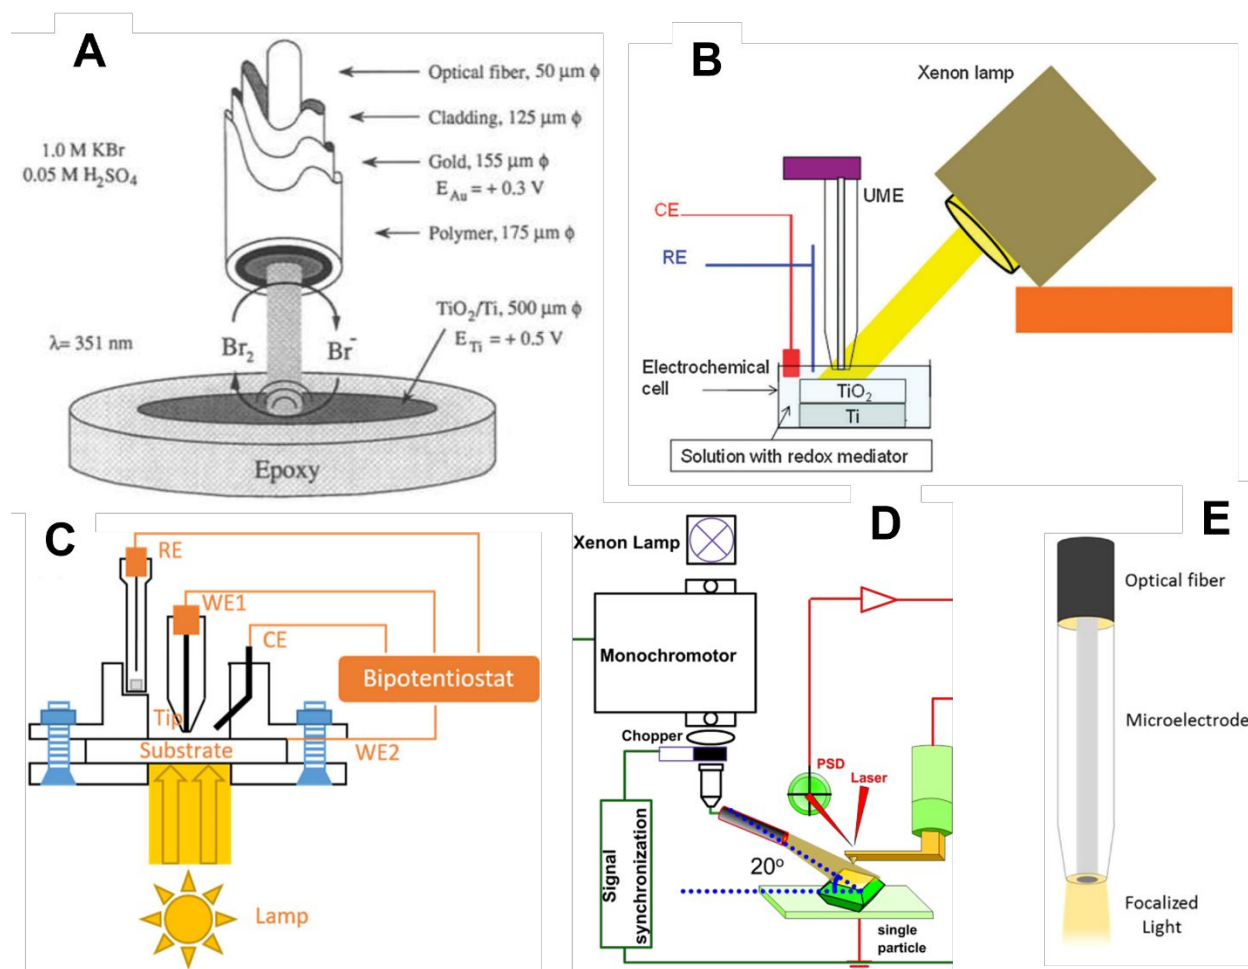 A
Optical fiber, 50 μm ϕ
Cladding, 125 μm ϕ
1.0 M KBr
0.05 M H₂SO₄
Gold, 155 μm ϕ
E_Au = + 0.3 V
Polymer, 175 μm ϕ
TiO₂/Ti, 500 μm ϕ
E_Ti = + 0.5 V
λ= 351 nm
Br₂
Br⁻
Epoxy
B
Xenon lamp
UME
CE
RE
Electrochemical
cell
TiO₂
Ti
Solution with redox mediator
C
RE
WE1
CE
Bipotentiostat
Tip
Substrate
WE2
Lamp
D
Xenon Lamp
Monochromotor
Chopper
PSD
Laser
Signal
synchronization
20°
single
particle
E
Optical fiber
Microelectrode
Focalized
Light